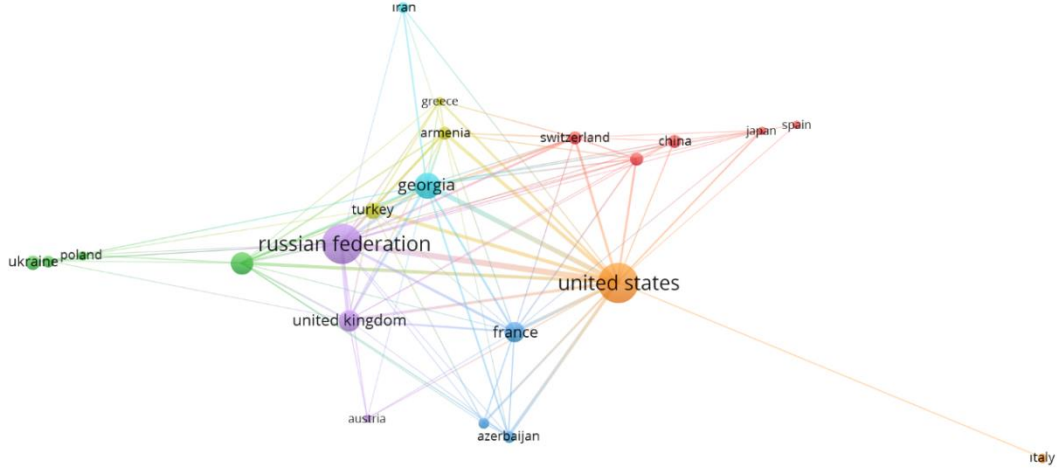 iran
greece
armenia
switzerland
china
japan
spain
georgia
turkey
russian federation
ukraine
poland
united states
united kingdom
france
austria
azerbaijan
italy